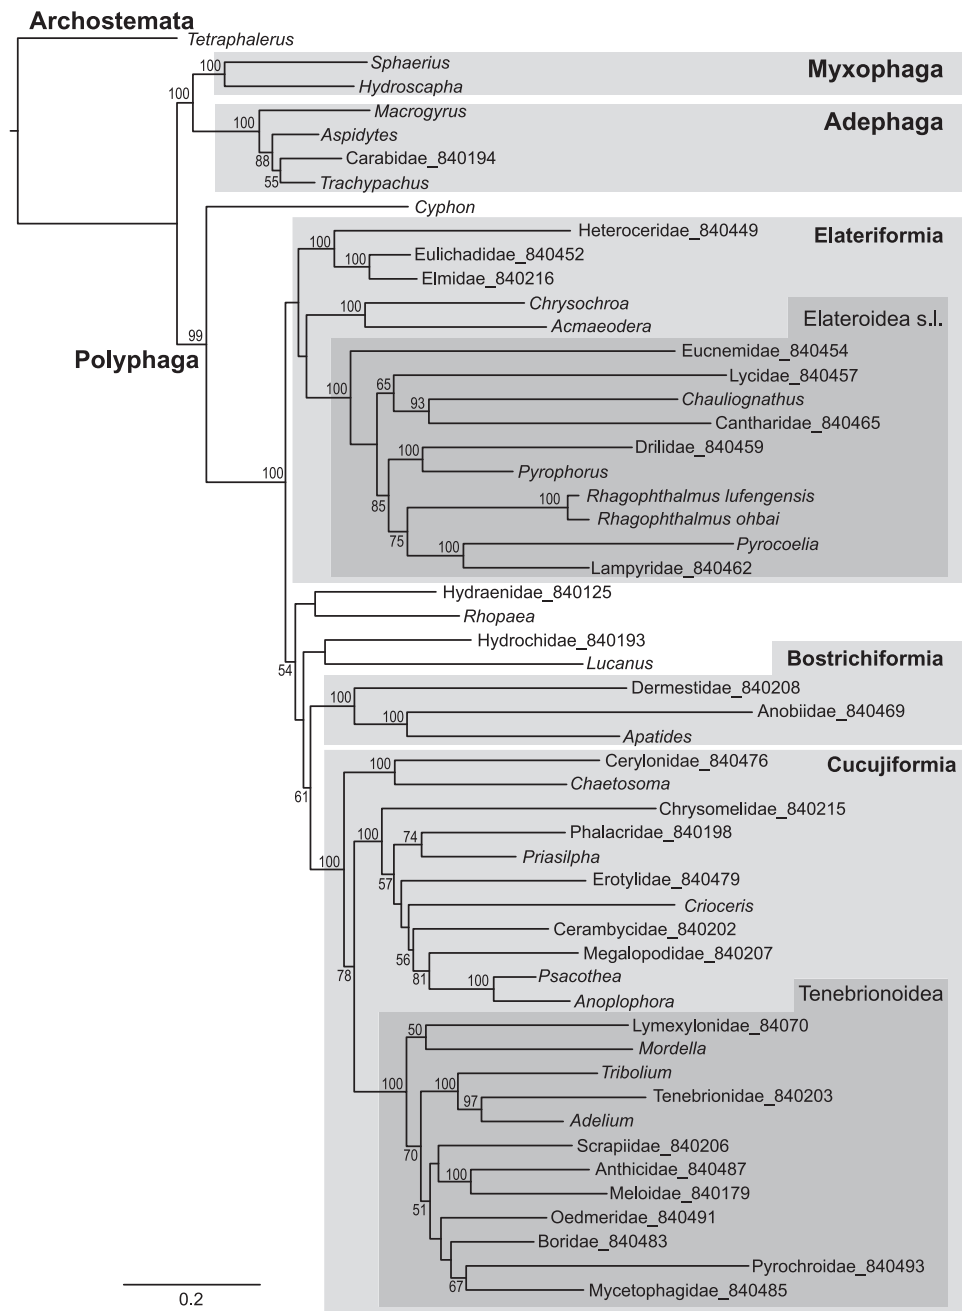 Archostemata
Tetraphalerus
100
Sphaerius
Myxophaga
100
Hydroscapha
Macrogyrus
100
Adephaga
Aspidytes
88
Carabidae_840194
55
Trachypachus
Cyphon
Heteroceridae_840449
Elateriformia
100
Eulichadidae_840452
100
Elmidae_840216
100
Chrysochroa
Elateroidea s.l.
Acmaeodera
99
Polyphaga
Eucnemidae_840454
100
65
Lycidae_840457
93
Chauliognathus
Cantharidae_840465
100
Drilidae_840459
100
Pyrophorus
85
100
Rhagophthalmus lufengensis
Rhagophthalmus ohbai
75
100
Pyrocoelia
Lampyridae_840462
Hydraenidae_840125
Rhopaea
54
Hydrochidae_840193
Bostrichiformia
Lucanus
100
Dermestidae_840208
100
Anobiidae_840469
Apatides
61
100
Cerylonidae_840476
Cucujiformia
Chaetosoma
100
Chrysomelidae_840215
100
74
Phalacridae_840198
57
Priasilpha
Erotylidae_840479
Crioceris
Cerambycidae_840202
56
Megalopodidae_840207
78
81
100
Psacothea
Anoplophora
Tenebrionoidea
50
Lymexylonidae_84070
Mordella
100
100
Tribolium
97
Tenebrionidae_840203
Adelium
70
Scrapiidae_840206
100
Anthicidae_840487
51
Meloidae_840179
Oedmeridae_840491
Boridae_840483
Pyrochroidae_840493
67
Mycetophagidae_840485
0.2